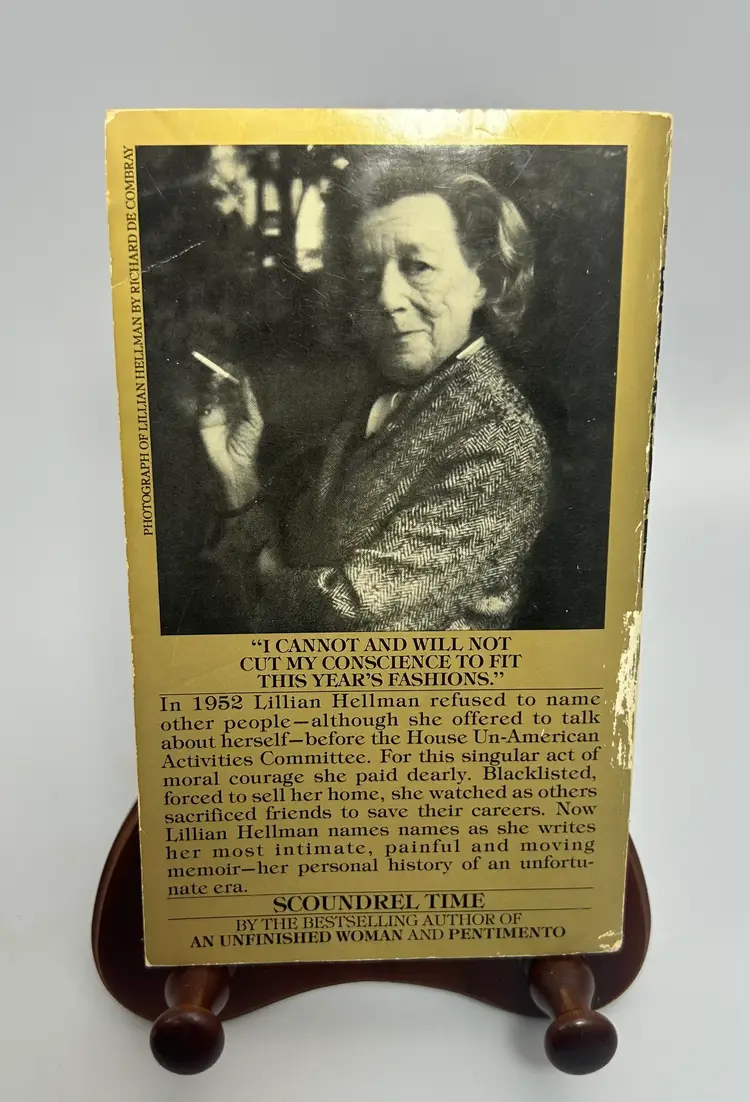 PHOTOGRAPH OF LILLIAN HELLMAN BY RICHARD DE COMBRAY
“I CANNOT AND WILL NOT
CUT MY CONSCIENCE TO FIT
THIS YEAR’S FASHIONS.”
In 1952 Lillian Hellman refused to name
other people—although she offered to talk
about herself—before the House Un-American
Activities Committee. For this singular act of
moral courage she paid dearly. Blacklisted,
forced to sell her home, she watched as others
sacrificed friends to save their careers. Now
Lillian Hellman names names as she writes
her most intimate, painful and moving
memoir—her personal history of an unfortu-
nate era.
SCOUNDREL TIME
BY THE BESTSELLING AUTHOR OF
AN UNFINISHED WOMAN AND PENTIMENTO